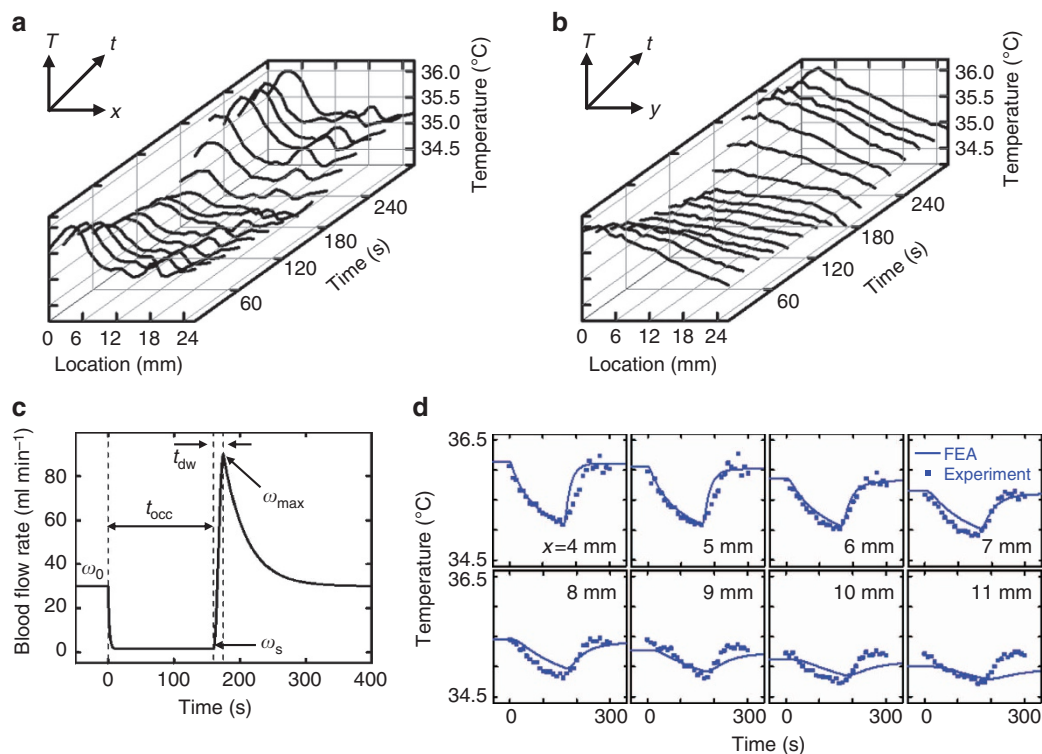 a
T
t
x
36.0
35.5
35.0
34.5
Temperature (°C)
240
180
120
60
Time (s)
0 6 12 18 24
Location (mm)
b
T
t
y
36.0
35.5
35.0
34.5
Temperature (°C)
240
180
120
60
Time (s)
0 6 12 18 24
Location (mm)
c
Blood flow rate (ml min⁻¹)
80
60
40
20
0
tdw
ωmax
tocc
ω0
ωs
0 100 200 300 400
Time (s)
d
Temperature (°C)
36.5
34.5
36.5
34.5
FEA
Experiment
x=4 mm
5 mm
6 mm
7 mm
8 mm
9 mm
10 mm
11 mm
0 300 0 300 0 300 0 300
Time (s)